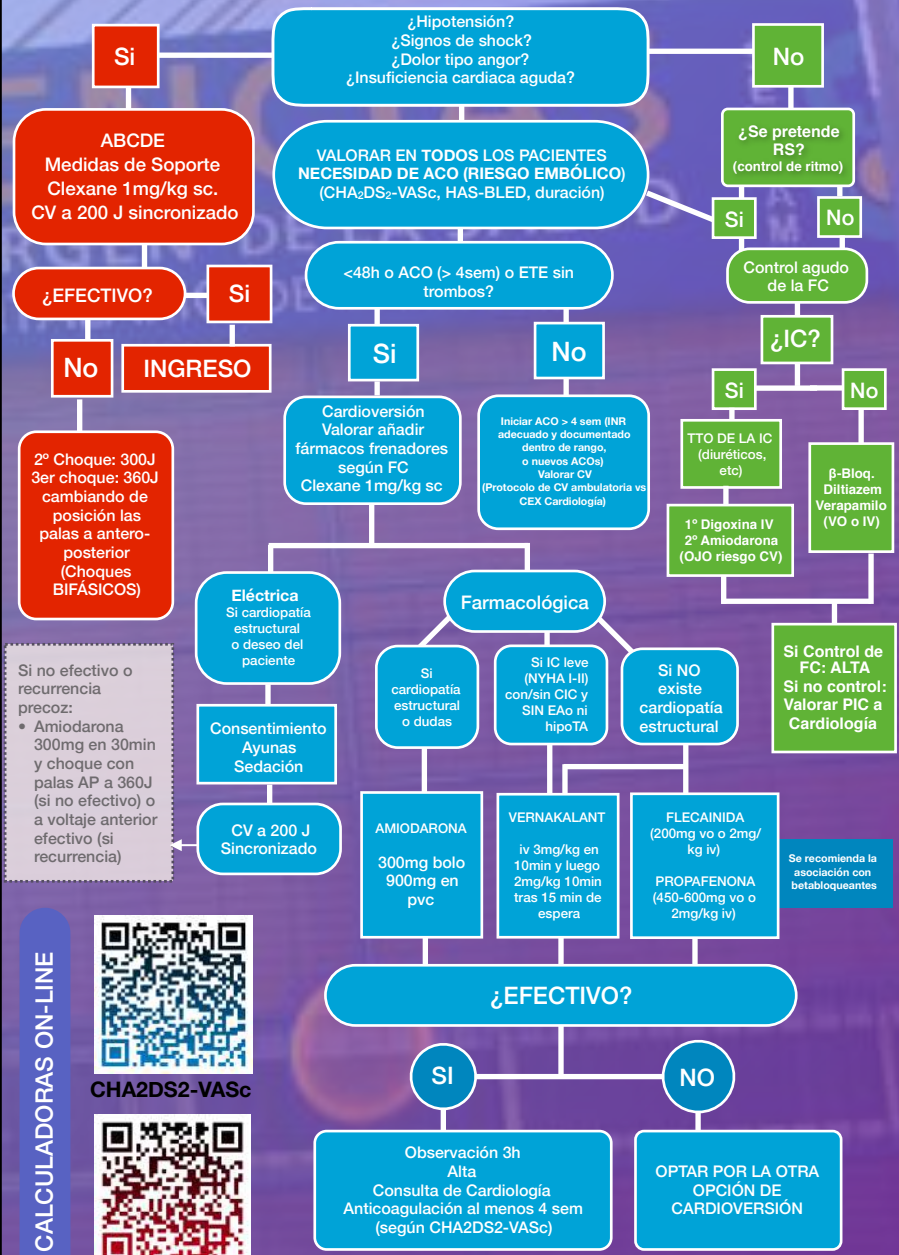 ¿Hipotensión?
¿Signos de shock?
¿Dolor tipo angor?
¿Insuficiencia cardiaca aguda?
Si
No
ABCDE
Medidas de Soporte
Clexane 1mg/kg sc.
CV a 200 J sincronizado
VALORAR EN TODOS LOS PACIENTES
NECESIDAD DE ACO (RIESGO EMBÓLICO)
(CHA₂DS₂-VASc, HAS-BLED, duración)
¿Se pretende
RS?
(control de ritmo)
Si
No
¿EFECTIVO?
Si
No
INGRESO
<48h o ACO (> 4sem) o ETE sin
trombos?
Control agudo
de la FC
Si
No
¿IC?
Si
No
2º Choque: 300J
3er choque: 360J
cambiando de
posición las
palas a antero-
posterior
(Choques
BIFÁSICOS)
Cardioversión
Valorar añadir
fármacos frenadores
según FC
Clexane 1mg/kg sc
Iniciar ACO > 4 sem (INR
adecuado y documentado
dentro de rango,
o nuevos ACOs)
Valorar CV
(Protocolo de CV ambulatoria vs
CEX Cardiología)
TTO DE LA IC
(diuréticos,
etc)
β-Bloq.
Diltiazem
Verapamilo
(VO o IV)
1º Digoxina IV
2º Amiodarona
(OJO riesgo CV)
Eléctrica
Si cardiopatía
estructural
o deseo del
paciente
Farmacológica
Si Control de
FC: ALTA
Si no control:
Valorar PIC a
Cardiología
Si no efectivo o
recurrencia
precoz:
• Amiodarona
300mg en 30min
y choque con
palas AP a 360J
(si no efectivo) o
a voltaje anterior
efectivo (si
recurrencia)
Consentimiento
Ayunas
Sedación
Si
cardiopatía
estructural
o dudas
Si IC leve
(NYHA I-II)
con/sin CIC y
SIN EAo ni
hipoTA
Si NO
existe
cardiopatía
estructural
CV a 200 J
Sincronizado
AMIODARONA
300mg bolo
900mg en
pvc
VERNAKALANT
iv 3mg/kg en
10min y luego
2mg/kg 10min
tras 15 min de
espera
FLECAINIDA
(200mg vo o 2mg/
kg iv)
PROPAFENONA
(450-600mg vo o
2mg/kg iv)
Se recomienda la
asociación con
betabloqueantes
¿EFECTIVO?
SI
NO
Observación 3h
Alta
Consulta de Cardiología
Anticoagulación al menos 4 sem
(según CHA2DS2-VASc)
OPTAR POR LA OTRA
OPCIÓN DE
CARDIOVERSIÓN
CALCULADORAS ON-LINE
CHA2DS2-VASc